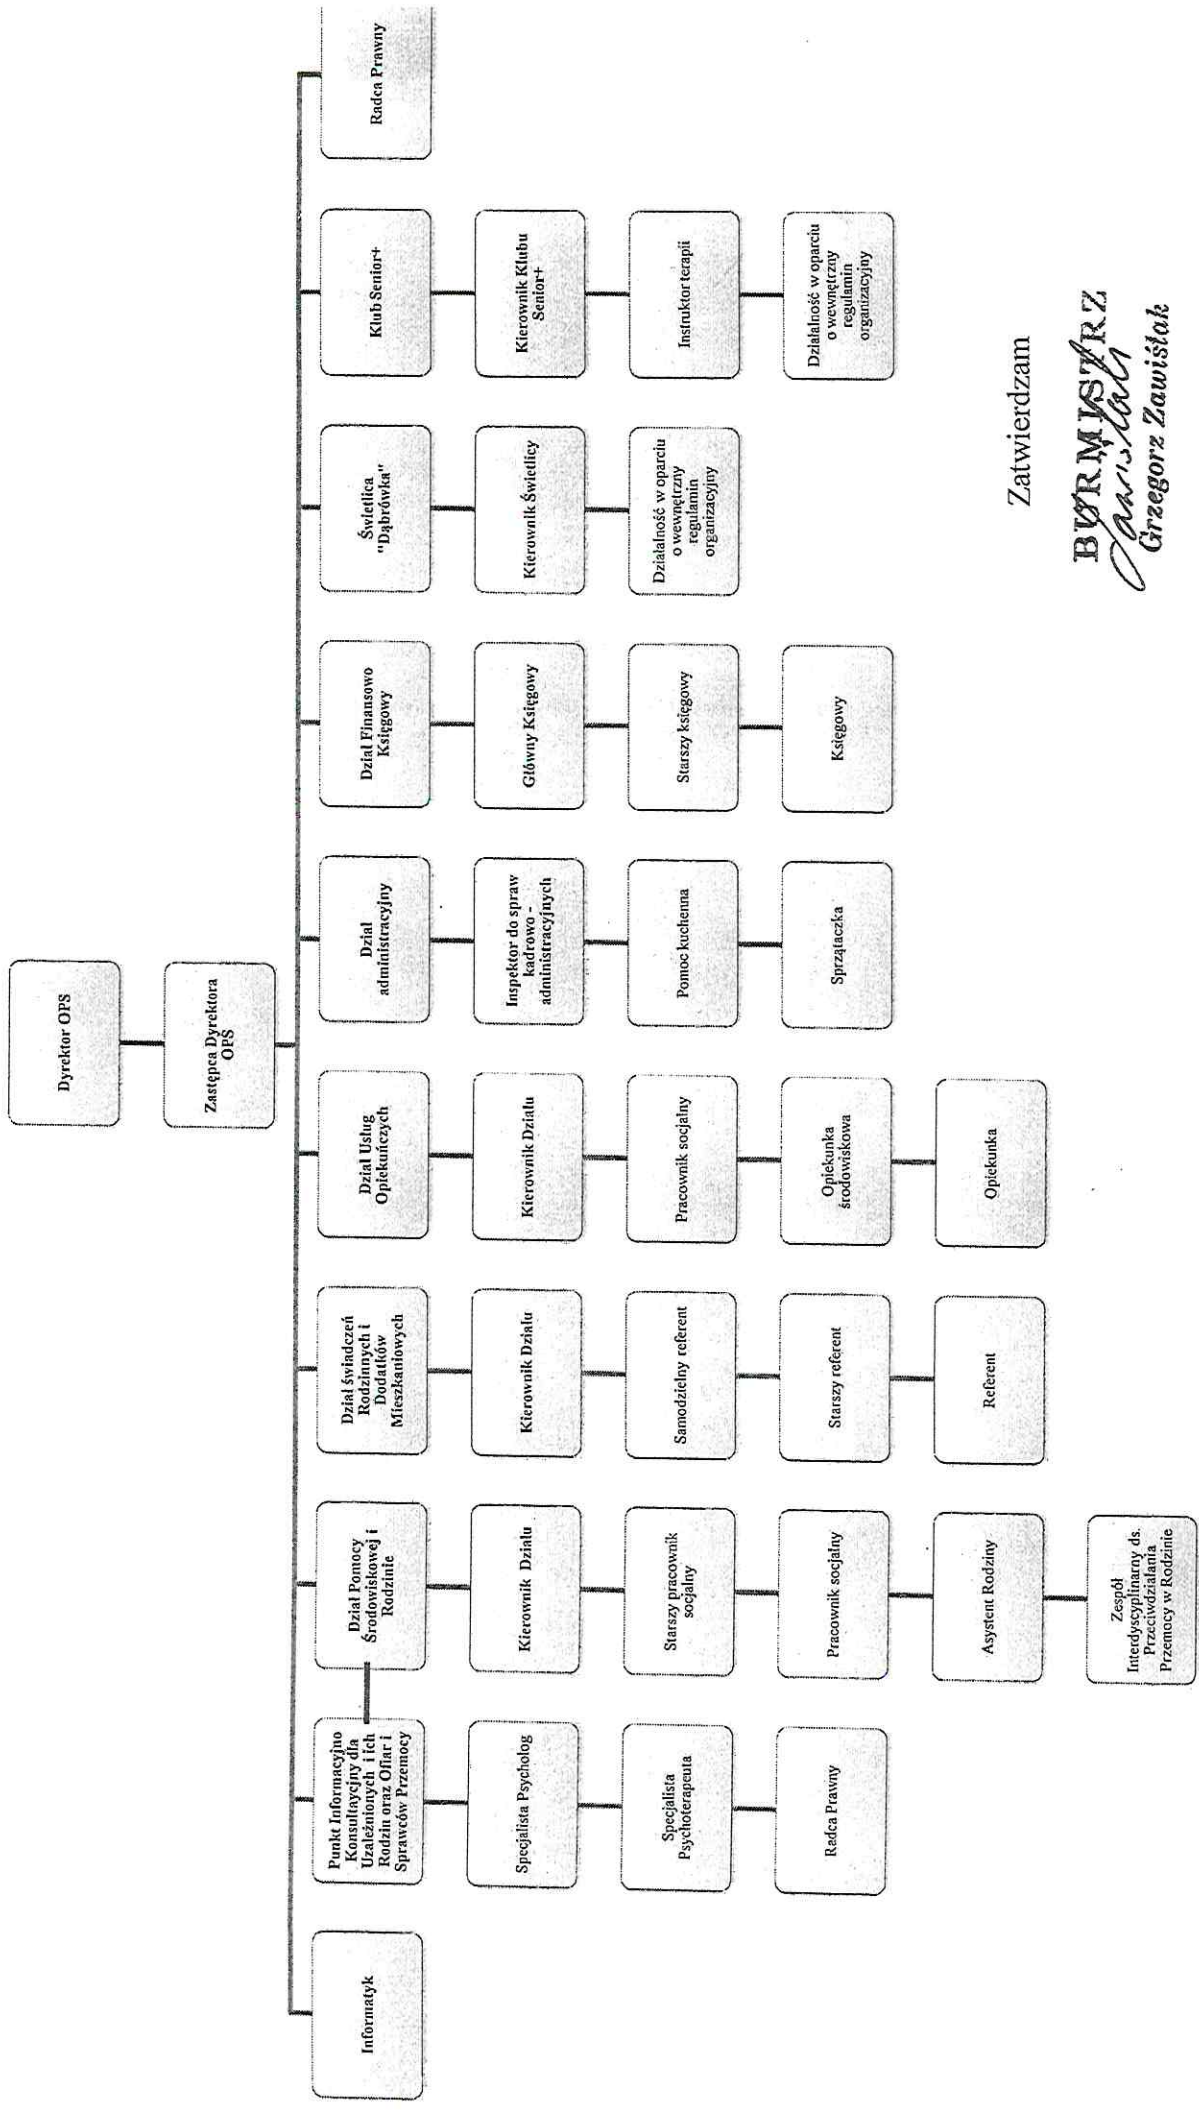 Dyrektor OPS
Zastępca Dyrektora
OPS
Informatyk
Punkt Informacyjno
Konsultacyjny dla
Uzależnionych i ich
Rodzin oraz Ofiar i
Sprawców Przemocy
Specjalista Psycholog
Specjalista
Psychoterapeuta
Radca Prawny
Dział Pomocy
Środowiskowej i
Rodzinie
Kierownik Działu
Starszy pracownik
socjalny
Pracownik socjalny
Asystent Rodziny
Zespół
Interdyscyplinarny ds.
Przeciwdziałania
Przemocy w Rodzinie
Dział świadczeń
Rodzinnych i
Dodatków
Mieszkaniowych
Kierownik Działu
Samodzielny referent
Starszy referent
Referent
Dział Usług
Opiekuńczych
Kierownik Działu
Pracownik socjalny
Opiekunka
środowiskowa
Opiekunka
Dział
administracyjny
Inspektor do spraw
kadrowo -
administracyjnych
Pomoc kuchenna
Sprzątaczka
Dział Finansowo
Księgowy
Główny Księgowy
Starszy księgowy
Księgowy
Świetlica
"Dąbrówka"
Kierownik Świetlicy
Działalność w oparciu
o wewnętrzny
regulamin
organizacyjny
Klub Senior+
Kierownik Klubu
Senior+
Instruktor terapii
Działalność w oparciu
o wewnętrzny
regulamin
organizacyjny
Radca Prawny
Zatwierdzam
BURMISTRZ
Zawiślak
Grzegorz Zawiślak